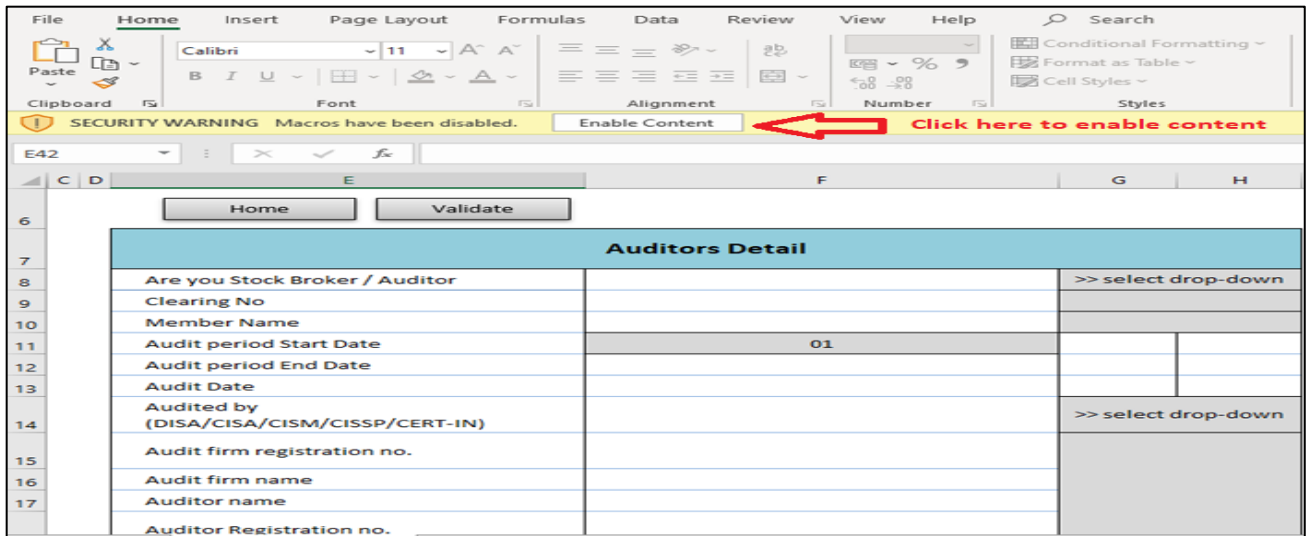 File Home Insert Page Layout Formulas Data Review View Help Search
Calibri 11 A A
Paste B I U A
Conditional Formatting
% 9 Format as Table
Cell Styles
Clipboard Font Alignment Number Styles
SECURITY WARNING Macros have been disabled. Enable Content Click here to enable content
E42 fx
C D E F G H
Home Validate
6
7 Auditors Detail
8 Are you Stock Broker / Auditor >> select drop-down
9 Clearing No
10 Member Name
11 Audit period Start Date 01
12 Audit period End Date
13 Audit Date
Audited by
14 (DISA/CISA/CISM/CISSP/CERT-IN) >> select drop-down
15 Audit firm registration no.
16 Audit firm name
17 Auditor name
Auditor Registration no.